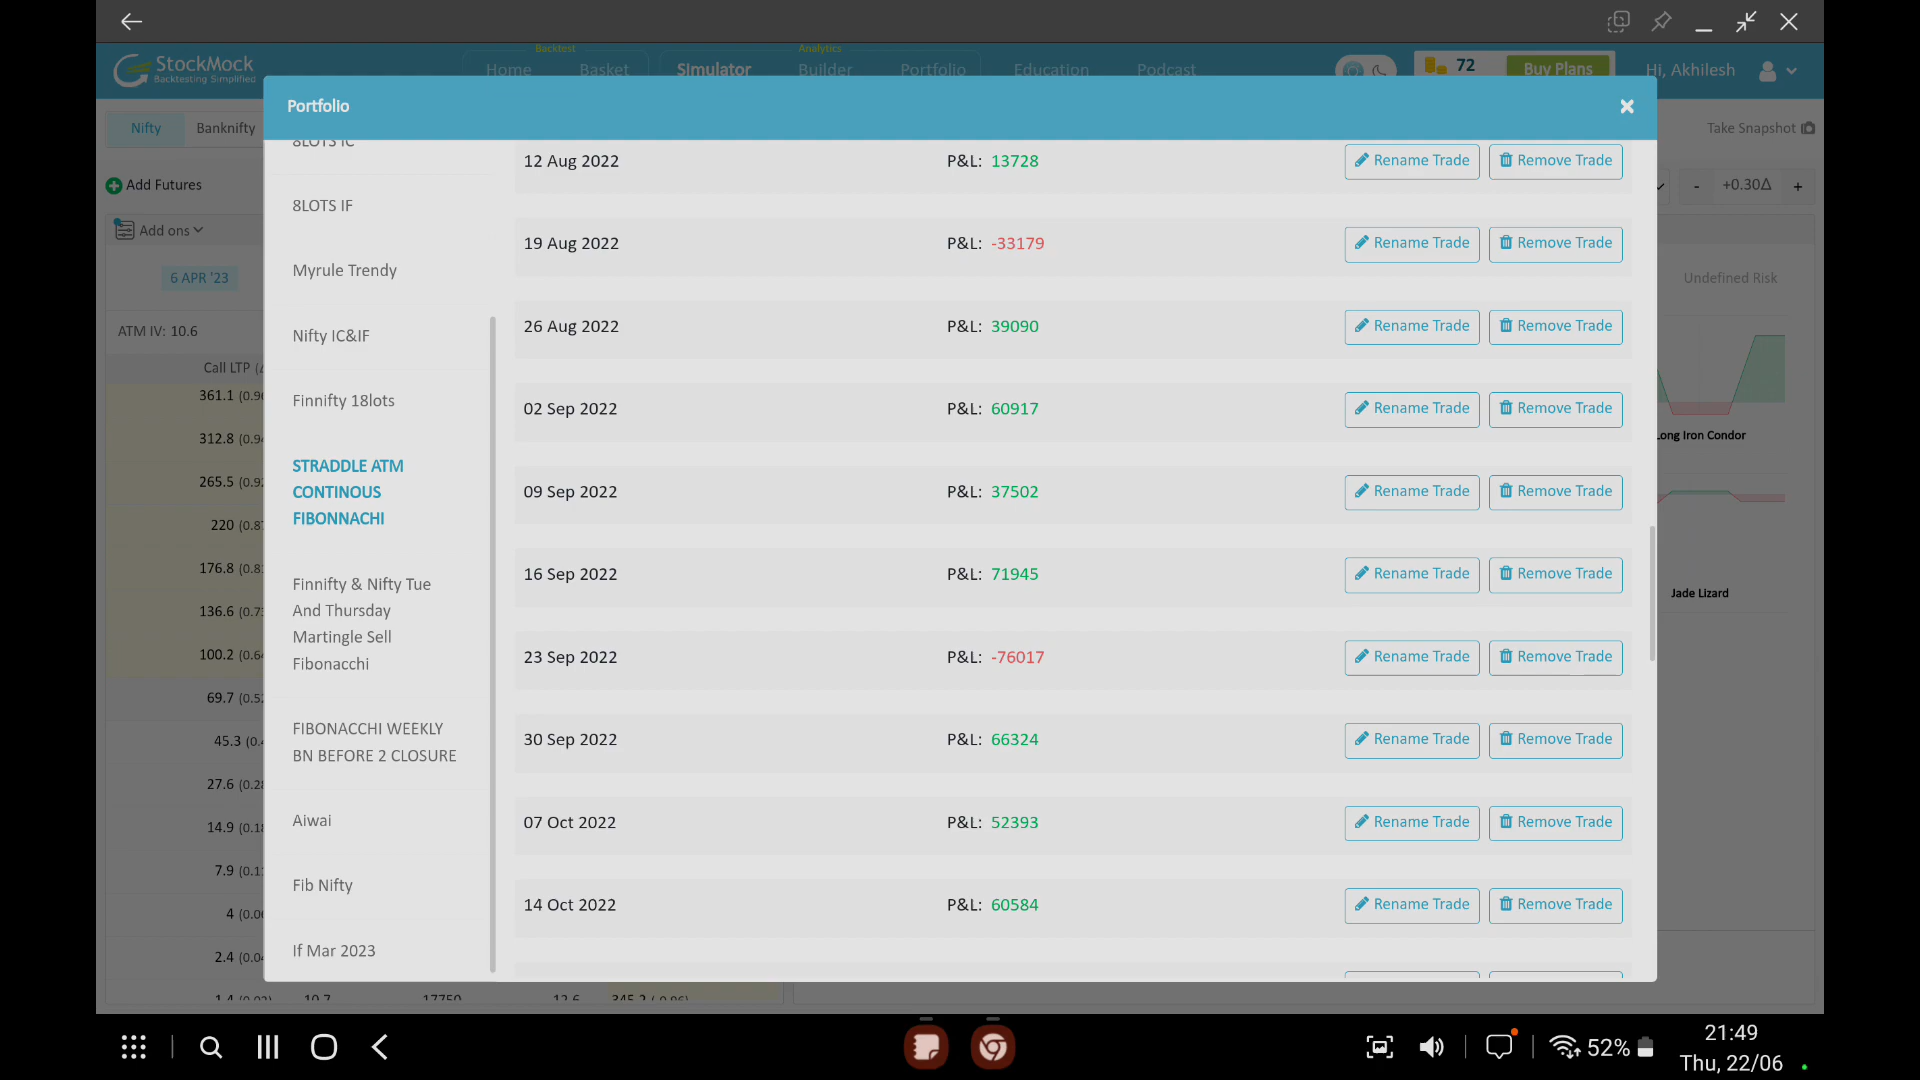 StockMock
Backtesting Simplified
Backtest
Home
Basket
Simulator
Analytics
Builder
Portfolio
Education
Podcast
72
Buy Plans
Hi, Akhilesh
Portfolio
×
Nifty
Banknifty
Take Snapshot
Add Futures
- +0.30Δ +
Add ons
6 APR '23
ATM IV: 10.6
Call LTP
361.1
312.8
265.5
220
176.8
136.6
100.2
69.7
45.3
27.6
14.9
7.9
4
2.4
8LOTS IC
8LOTS IF
Myrule Trendy
Nifty IC&IF
Finnifty 18lots
STRADDLE ATM
CONTINOUS
FIBONNACHI
Finnifty & Nifty Tue
And Thursday
Martingle Sell
Fibonacchi
FIBONACCHI WEEKLY
BN BEFORE 2 CLOSURE
Aiwai
Fib Nifty
If Mar 2023
12 Aug 2022 P&L: 13728 Rename Trade Remove Trade
19 Aug 2022 P&L: -33179 Rename Trade Remove Trade
26 Aug 2022 P&L: 39090 Rename Trade Remove Trade
02 Sep 2022 P&L: 60917 Rename Trade Remove Trade
09 Sep 2022 P&L: 37502 Rename Trade Remove Trade
16 Sep 2022 P&L: 71945 Rename Trade Remove Trade
23 Sep 2022 P&L: -76017 Rename Trade Remove Trade
30 Sep 2022 P&L: 66324 Rename Trade Remove Trade
07 Oct 2022 P&L: 52393 Rename Trade Remove Trade
14 Oct 2022 P&L: 60584 Rename Trade Remove Trade
Undefined Risk
Long Iron Condor
Jade Lizard
52%
21:49
Thu, 22/06